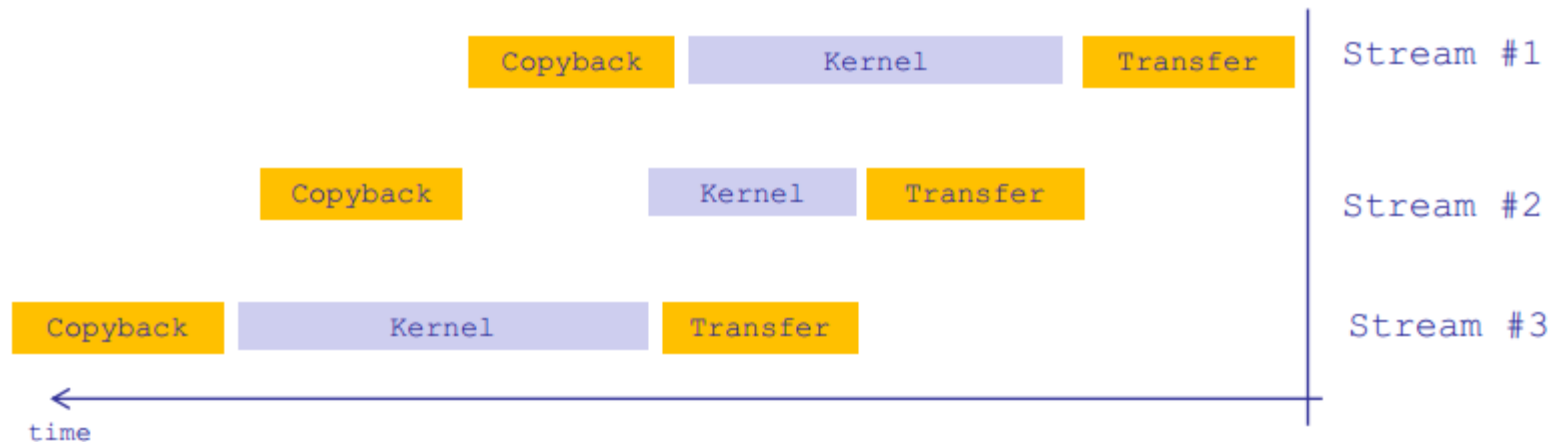 Copyback Kernel Transfer Stream #1
Copyback Kernel Transfer Stream #2
Copyback Kernel Transfer Stream #3
time